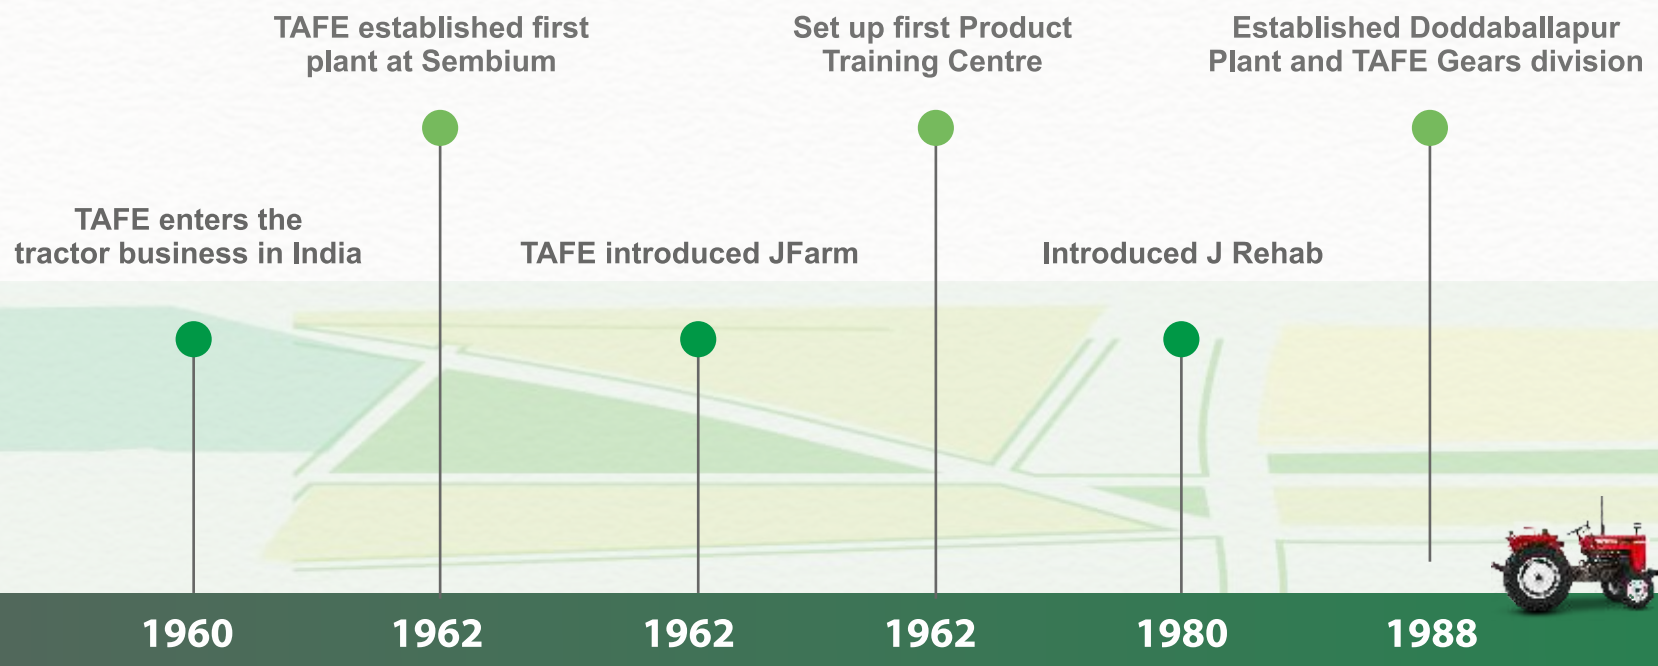 TAFE established first
plant at Sembium
Set up first Product
Training Centre
Established Doddaballapur
Plant and TAFE Gears division
TAFE enters the
tractor business in India
TAFE introduced JFarm
Introduced J Rehab
1960
1962
1962
1962
1980
1988